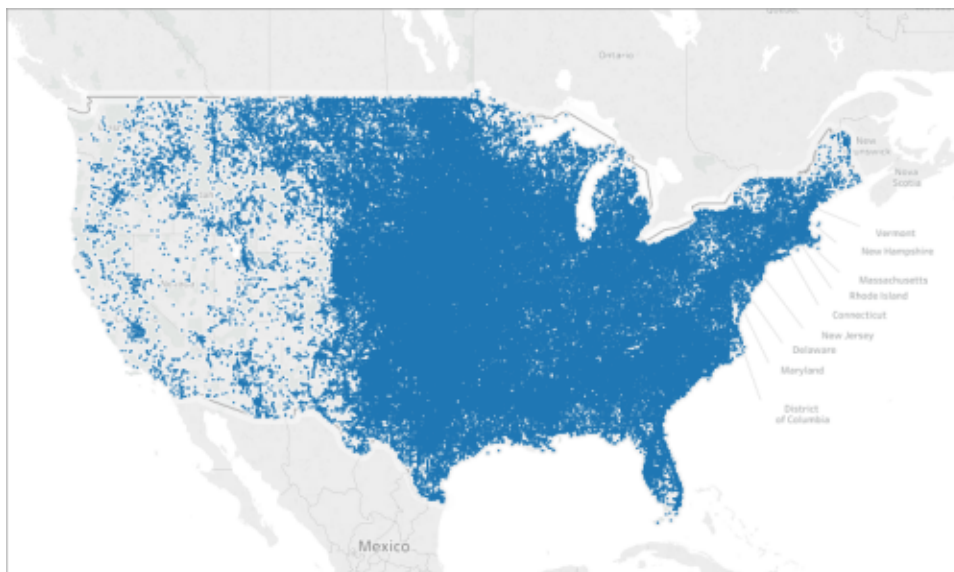 Ontario
New
Nova
Scotia
Vermont
New Hampshire
Massachusetts
Rhode Island
Connecticut
New Jersey
Delaware
Maryland
District
of Columbia
Mexico